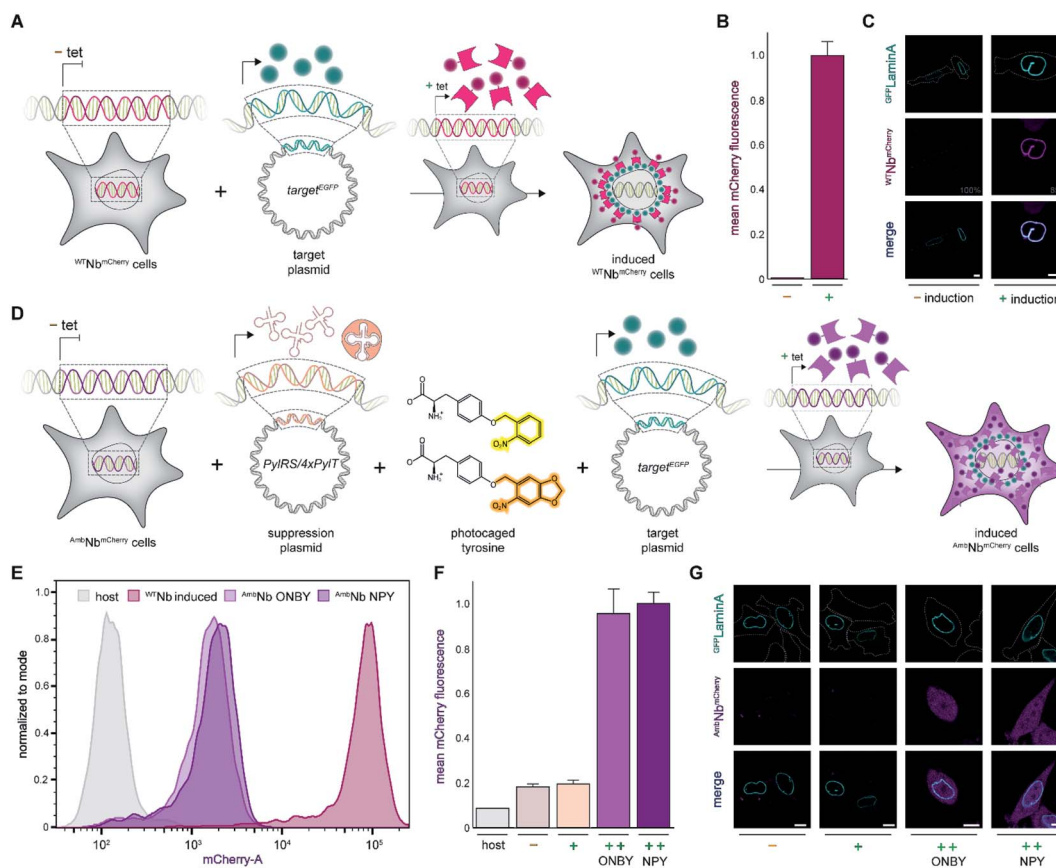 A
− tet
WTNbmCherry cells
+
targetEGFP
target
plasmid
+ tet
induced
WTNbmCherry cells
B
mean mCherry fluorescence
1.0
0.8
0.6
0.4
0.2
0
−
+
C
GFPLaminA
WTNbmCherry
100%
merge
− induction
+ induction
D
− tet
AmbNbmCherry cells
+
PylRS/4xPylT
suppression
plasmid
+
O
O
NH3+
O
O2N
O
O
NH3+
O
O2N
O
O
photocaged
tyrosine
+
targetEGFP
target
plasmid
+ tet
induced
AmbNbmCherry cells
E
host
WTNb induced
AmbNb ONBY
AmbNb NPY
normalized to mode
1.0
0.8
0.6
0.4
0.2
0
102
103
104
105
mCherry-A
F
mean mCherry fluorescence
1.0
0.8
0.6
0.4
0.2
0
host
−
+
++
ONBY
++
NPY
G
GFPLaminA
AmbNbmCherry
merge
−
+
++
ONBY
++
NPY